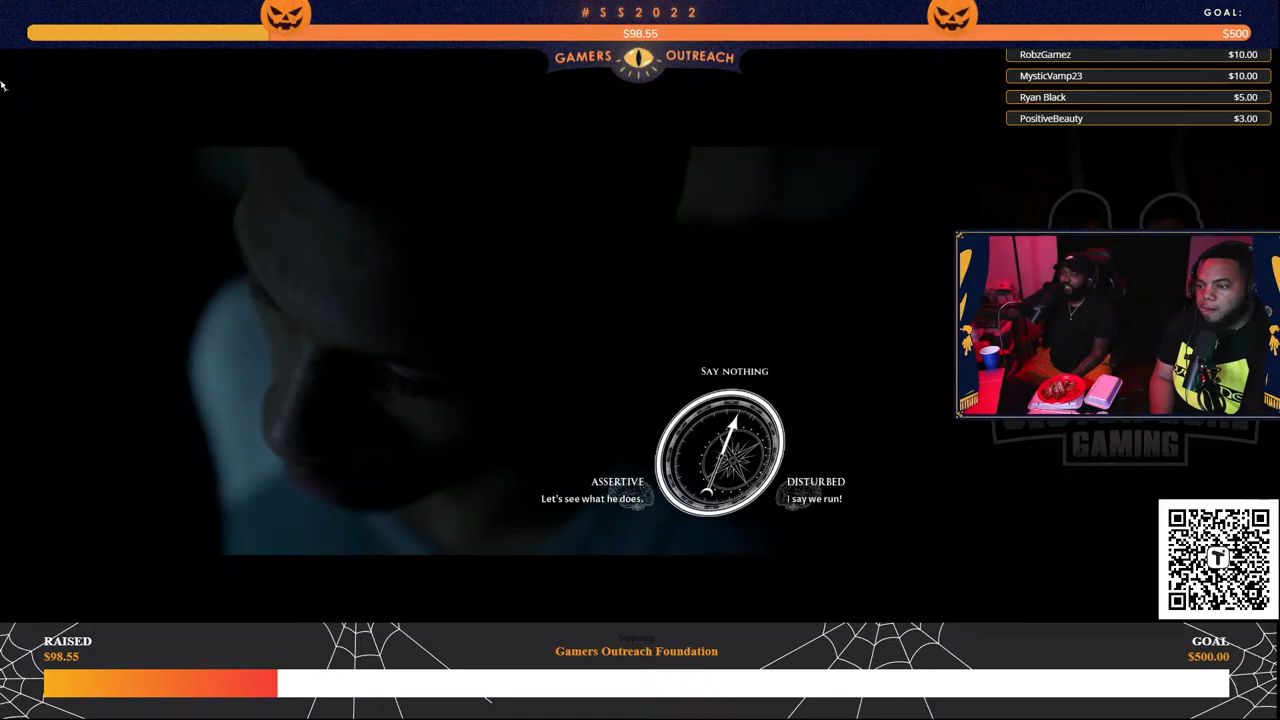 #SS2022
GOAL:
$98.55
$500
GAMERS OUTREACH
RobzGamez $10.00
MysticVamp23 $10.00
Ryan Black $5.00
PositiveBeauty $3.00
SAY NOTHING
ASSERTIVE
Let's see what he does.
DISTURBED
I say we run!
GAMING
T
RAISED
$98.55
Supporting:
Gamers Outreach Foundation
GOAL
$500.00